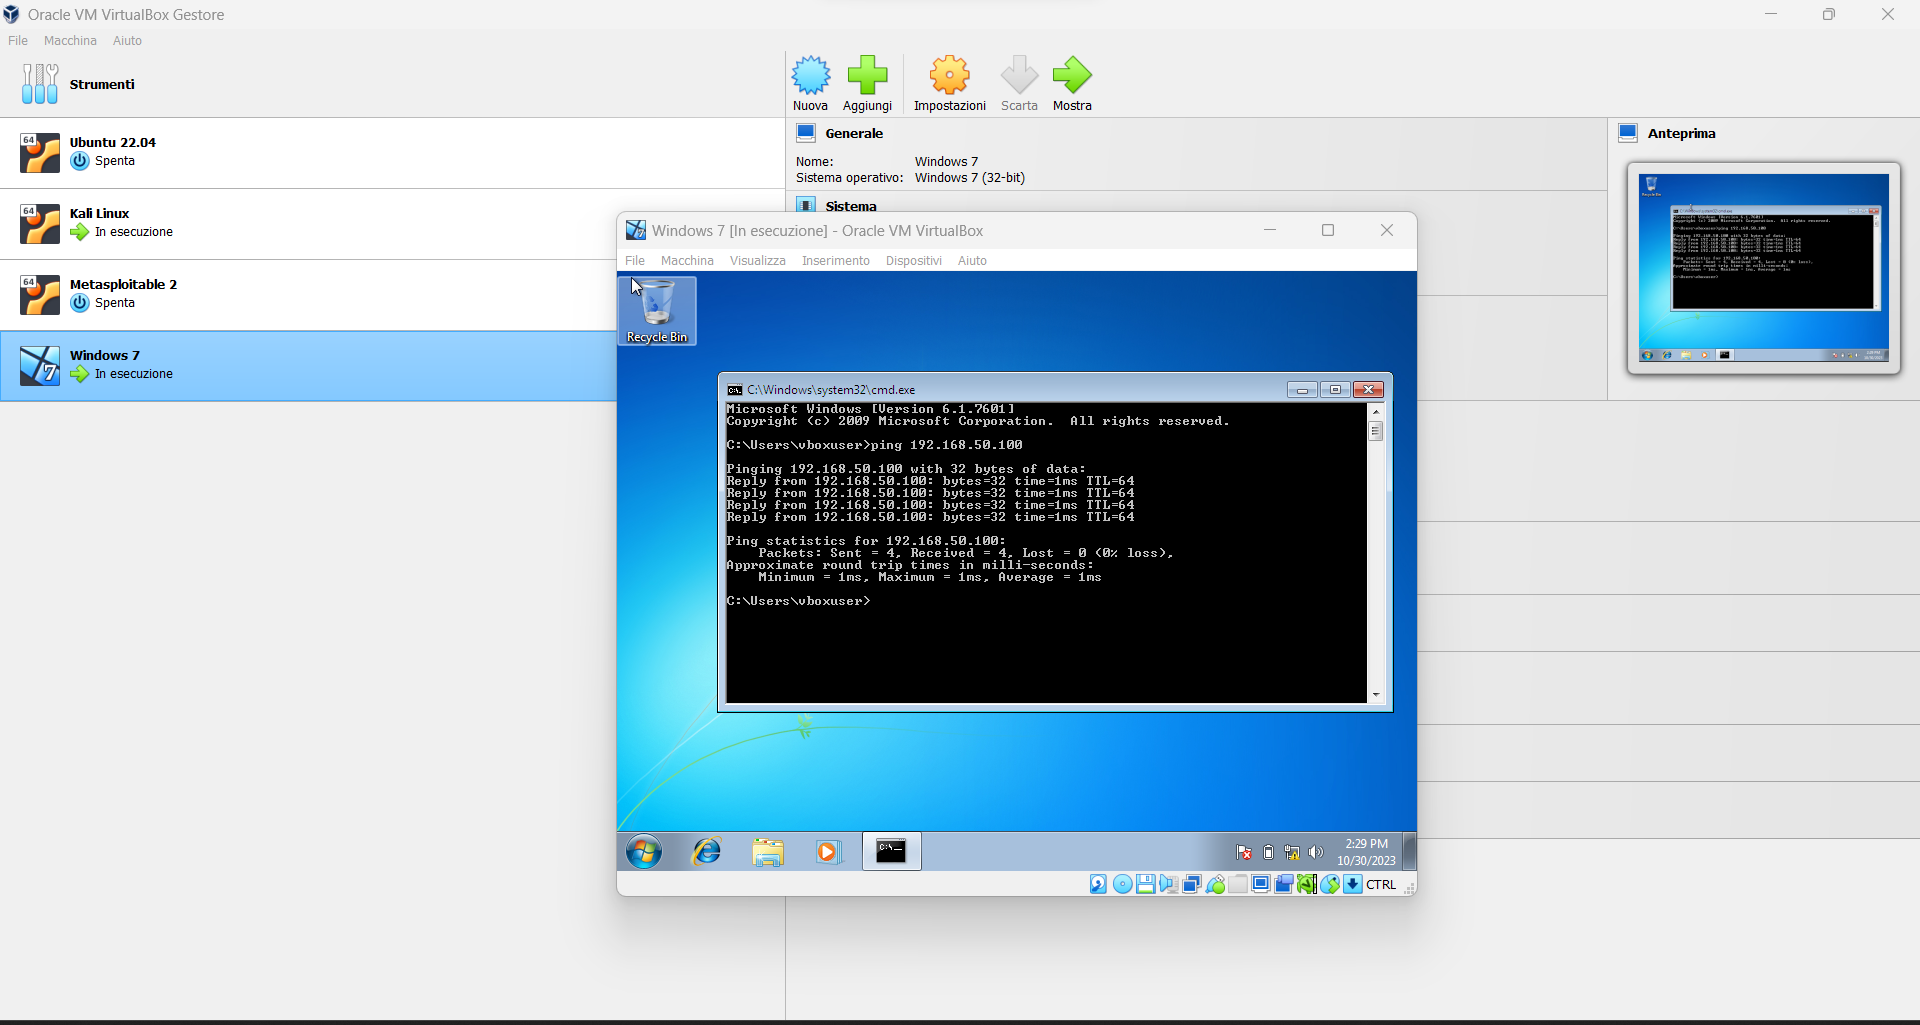 Oracle VM VirtualBox Gestore
File Macchina Aiuto
Strumenti
Nuova Aggiungi Impostazioni Scarta Mostra
64
Ubuntu 22.04
Spenta
64
Kali Linux
In esecuzione
64
Metasploitable 2
Spenta
7
Windows 7
In esecuzione
Generale
Nome: Windows 7
Sistema operativo: Windows 7 (32-bit)
Sistema
Anteprima
Windows 7 [In esecuzione] - Oracle VM VirtualBox
File Macchina Visualizza Inserimento Dispositivi Aiuto
Recycle Bin
C:\Windows\system32\cmd.exe
Microsoft Windows [Version 6.1.7601]
Copyright (c) 2009 Microsoft Corporation.  All rights reserved.
C:\Users\vboxuser>ping 192.168.50.100
Pinging 192.168.50.100 with 32 bytes of data:
Reply from 192.168.50.100: bytes=32 time=1ms TTL=64
Reply from 192.168.50.100: bytes=32 time=1ms TTL=64
Reply from 192.168.50.100: bytes=32 time=1ms TTL=64
Reply from 192.168.50.100: bytes=32 time=1ms TTL=64
Ping statistics for 192.168.50.100:
Packets: Sent = 4, Received = 4, Lost = 0 (0% loss),
Approximate round trip times in milli-seconds:
Minimum = 1ms, Maximum = 1ms, Average = 1ms
C:\Users\vboxuser>
2:29 PM
10/30/2023
CTRL